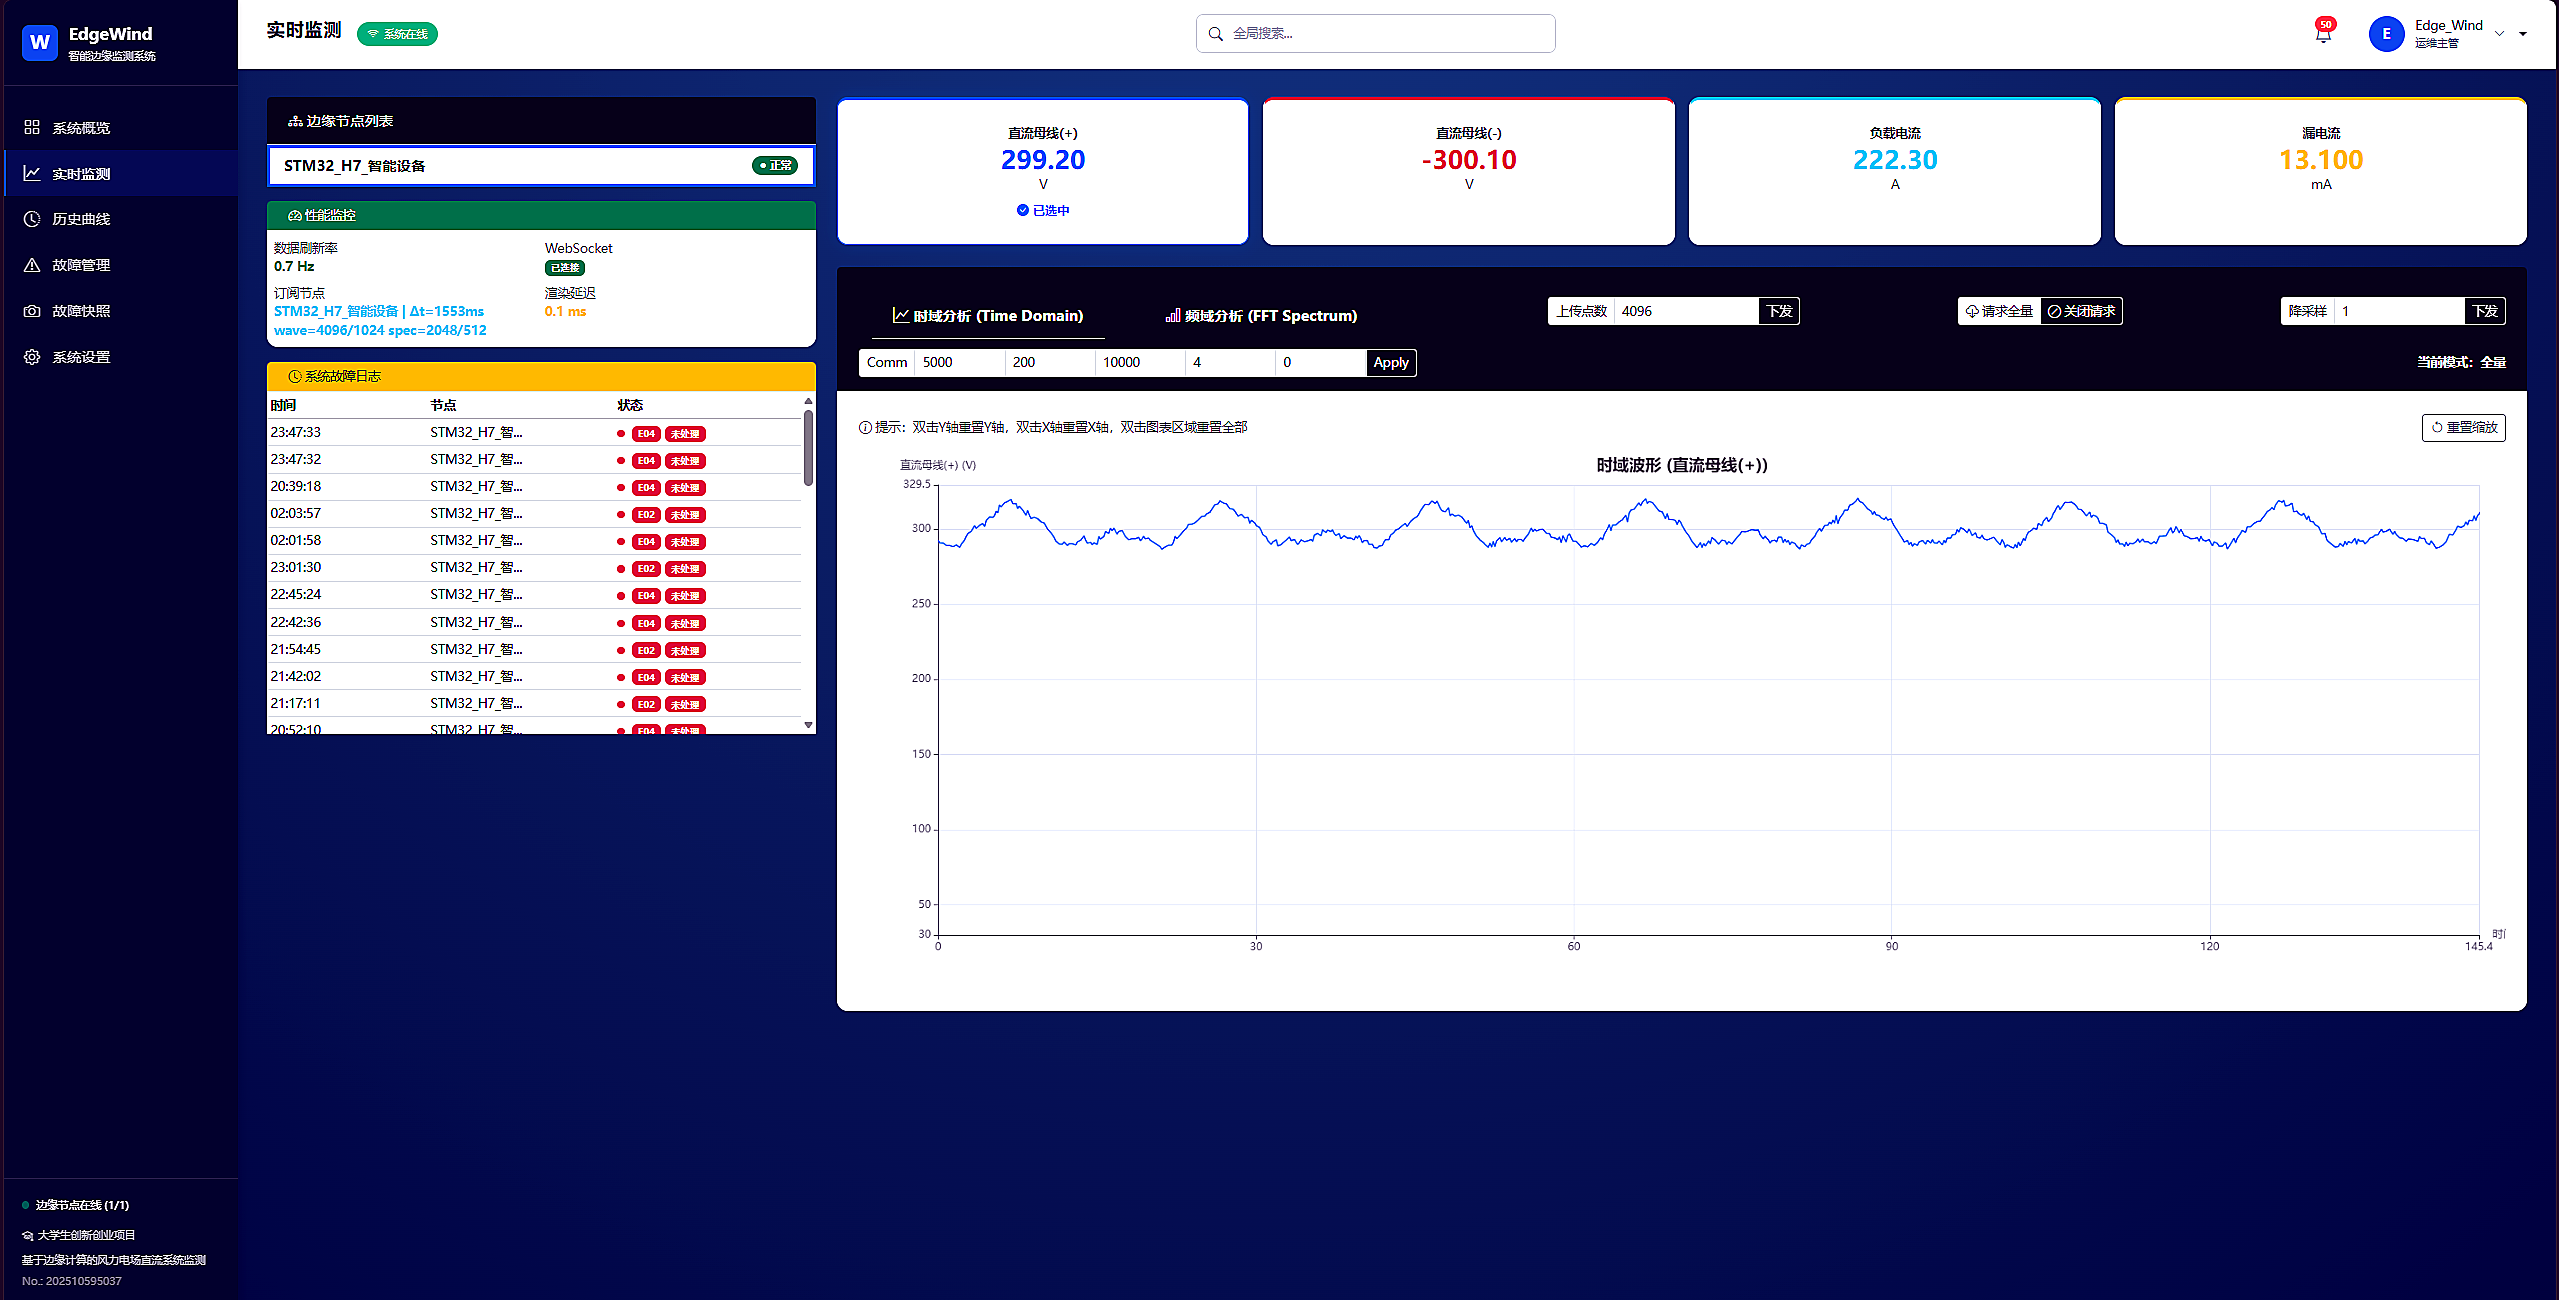 W
EdgeWind
智能边缘监测系统
系统概览
实时监测
历史曲线
故障管理
故障快照
系统设置
边缘节点在线 (1/1)
大学生创新创业项目
基于边缘计算的风力电场直流系统监测
No.: 202510595037
实时监测
系统在线
全局搜索...
50
E
Edge_Wind
运维主管
边缘节点列表
STM32_H7_智能设备
正常
性能监控
数据刷新率
0.7 Hz
WebSocket
已连接
订阅节点
STM32_H7_智能设备 | Δt=1553ms
wave=4096/1024 spec=2048/512
渲染延迟
0.1 ms
系统故障日志
时间 节点 状态
23:47:33 STM32_H7_智... E04 未处理
23:47:32 STM32_H7_智... E04 未处理
20:39:18 STM32_H7_智... E04 未处理
02:03:57 STM32_H7_智... E02 未处理
02:01:58 STM32_H7_智... E04 未处理
23:01:30 STM32_H7_智... E02 未处理
22:45:24 STM32_H7_智... E04 未处理
22:42:36 STM32_H7_智... E04 未处理
21:54:45 STM32_H7_智... E02 未处理
21:42:02 STM32_H7_智... E04 未处理
21:17:11 STM32_H7_智... E02 未处理
20:52:10 STM32_H7_智... E04 未处理
直流母线(+)
299.20
V
已选中
直流母线(-)
-300.10
V
负载电流
222.30
A
漏电流
13.100
mA
时域分析 (Time Domain)
频域分析 (FFT Spectrum)
上传点数 4096 下发
请求全量 关闭请求
降采样 1 下发
Comm 5000 200 10000 4 0 Apply
当前模式：全量
提示：双击Y轴重置Y轴，双击X轴重置X轴，双击图表区域重置全部
重置缩放
时域波形 (直流母线(+))
直流母线(+) (V)
329.5
300
250
200
150
100
50
30
0 30 60 90 120 145.4
时